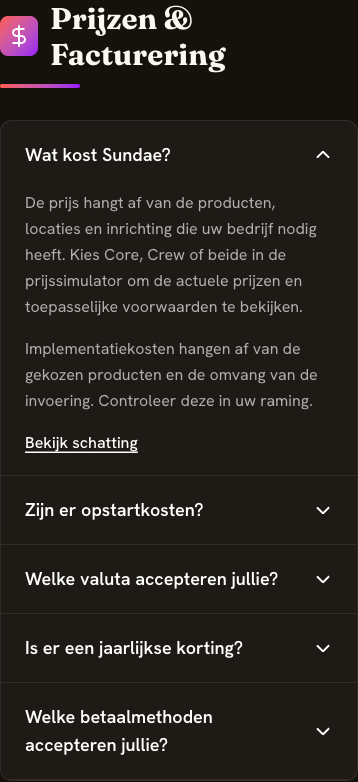 Prijzen &
Facturering
Wat kost Sundae?
De prijs hangt af van de producten,
locaties en inrichting die uw bedrijf nodig
heeft. Kies Core, Crew of beide in de
prijssimulator om de actuele prijzen en
toepasselijke voorwaarden te bekijken.
Implementatiekosten hangen af van de
gekozen producten en de omvang van de
invoering. Controleer deze in uw raming.
Bekijk schatting
Zijn er opstartkosten?
Welke valuta accepteren jullie?
Is er een jaarlijkse korting?
Welke betaalmethoden
accepteren jullie?